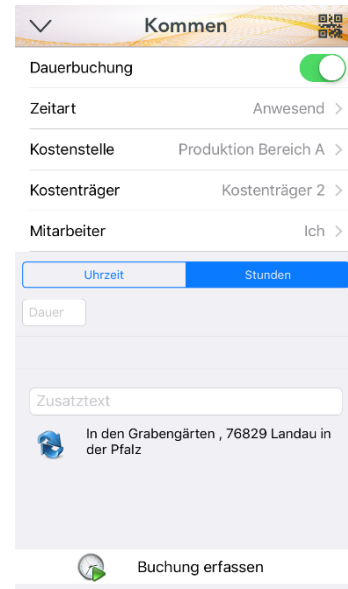 Kommen
Dauerbuchung
Zeitart Anwesend >
Kostenstelle Produktion Bereich A >
Kostenträger Kostenträger 2 >
Mitarbeiter Ich >
Uhrzeit Stunden
Dauer
Zusatztext
In den Grabengärten , 76829 Landau in
der Pfalz
Buchung erfassen